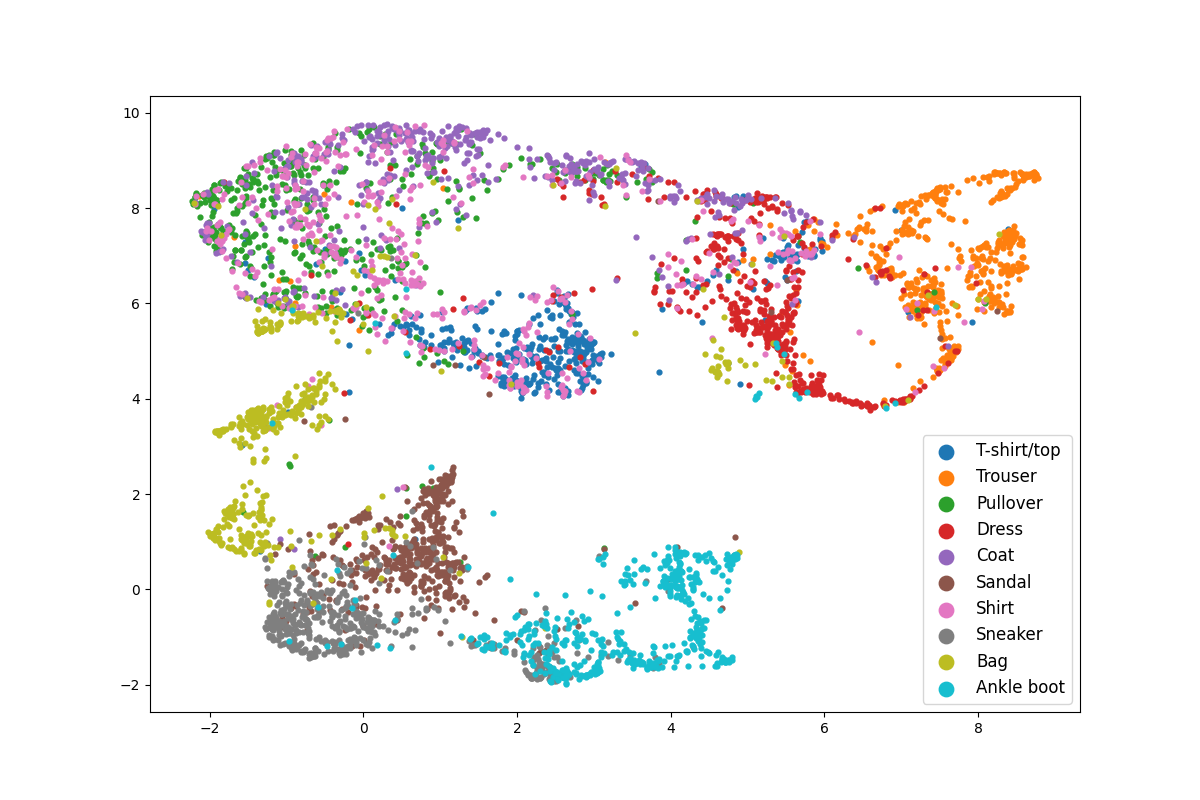 10
8
6
4
2
0
−2
−2
0
2
4
6
8
T-shirt/top
Trouser
Pullover
Dress
Coat
Sandal
Shirt
Sneaker
Bag
Ankle boot